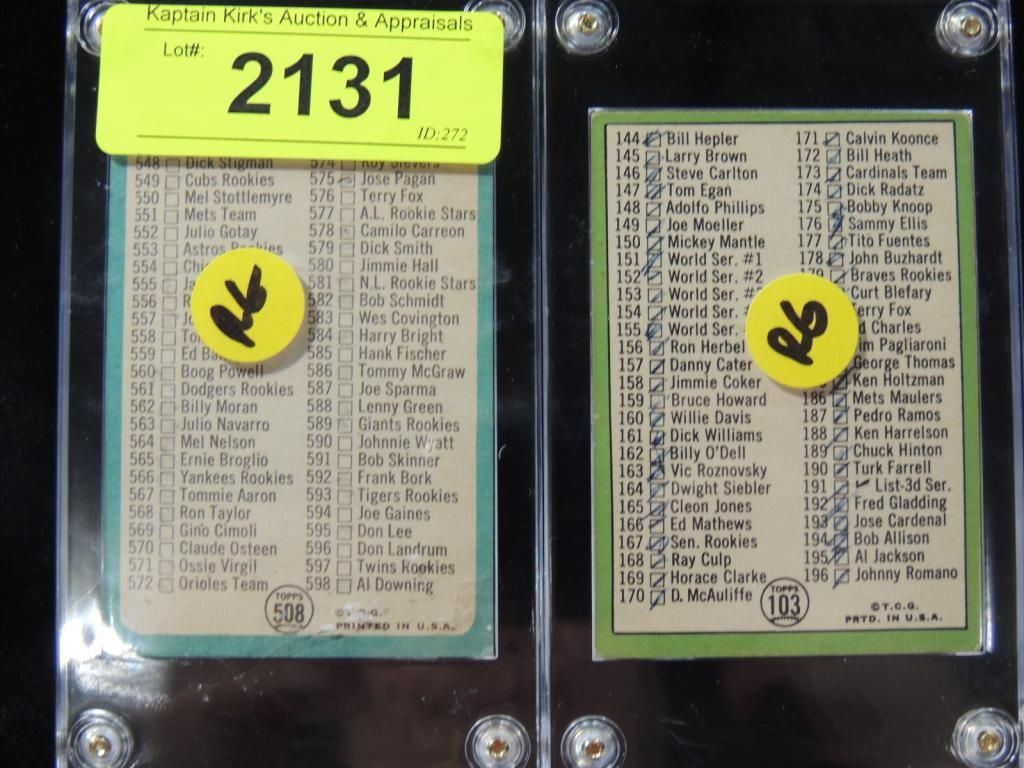 Kaptain Kirk's Auction & Appraisals
Lot#:
2131
ID:272
548 Dick Stigman
549 Cubs Rookies
550 Mel Stottlemyre
551 Mets Team
552 Julio Gotay
553 Astros Rookies
554
555
556
557
558
559 Ed
560 Boog Powell
561 Dodgers Rookies
562 Billy Moran
563 Julio Navarro
564 Mel Nelson
565 Ernie Broglio
566 Yankees Rookies
567 Tommie Aaron
568 Ron Taylor
569 Gino Cimoli
570 Claude Osteen
571 Ossie Virgil
572 Orioles Team
574 Roy Sievers
575 Jose Pagan
576 Terry Fox
577 A.L. Rookie Stars
578 Camilo Carreon
579 Dick Smith
580 Jimmie Hall
581 N.L. Rookie Stars
582 Bob Schmidt
583 Wes Covington
584 Harry Bright
585 Hank Fischer
586 Tommy McGraw
587 Joe Sparma
588 Lenny Green
589 Giants Rookies
590 Johnnie Wyatt
591 Bob Skinner
592 Frank Bork
593 Tigers Rookies
594 Joe Gaines
595 Don Lee
596 Don Landrum
597 Twins Rookies
598 Al Downing
TOPPS
508
©T.C.G.
PRINTED IN U.S.A.
R6
144 Bill Hepler
145 Larry Brown
146 Steve Carlton
147 Tom Egan
148 Adolfo Phillips
149 Joe Moeller
150 Mickey Mantle
151 World Ser. #1
152 World Ser. #2
153 World Ser.
154 World Ser.
155 World Ser.
156 Ron Herbel
157 Danny Cater
158 Jimmie Coker
159 Bruce Howard
160 Willie Davis
161 Dick Williams
162 Billy O'Dell
163 Vic Roznovsky
164 Dwight Siebler
165 Cleon Jones
166 Ed Mathews
167 Sen. Rookies
168 Ray Culp
169 Horace Clarke
170 D. McAuliffe
171 Calvin Koonce
172 Bill Heath
173 Cardinals Team
174 Dick Radatz
175 Bobby Knoop
176 Sammy Ellis
177 Tito Fuentes
178 John Buzhardt
179 Braves Rookies
Curt Blefary
erry Fox
d Charles
im Pagliaroni
George Thomas
Ken Holtzman
186 Mets Maulers
187 Pedro Ramos
188 Ken Harrelson
189 Chuck Hinton
190 Turk Farrell
191 List-3d Ser.
192 Fred Gladding
193 Jose Cardenal
194 Bob Allison
195 Al Jackson
196 Johnny Romano
TOPPS
103
©T.C.G.
PRTD. IN U.S.A.
R6